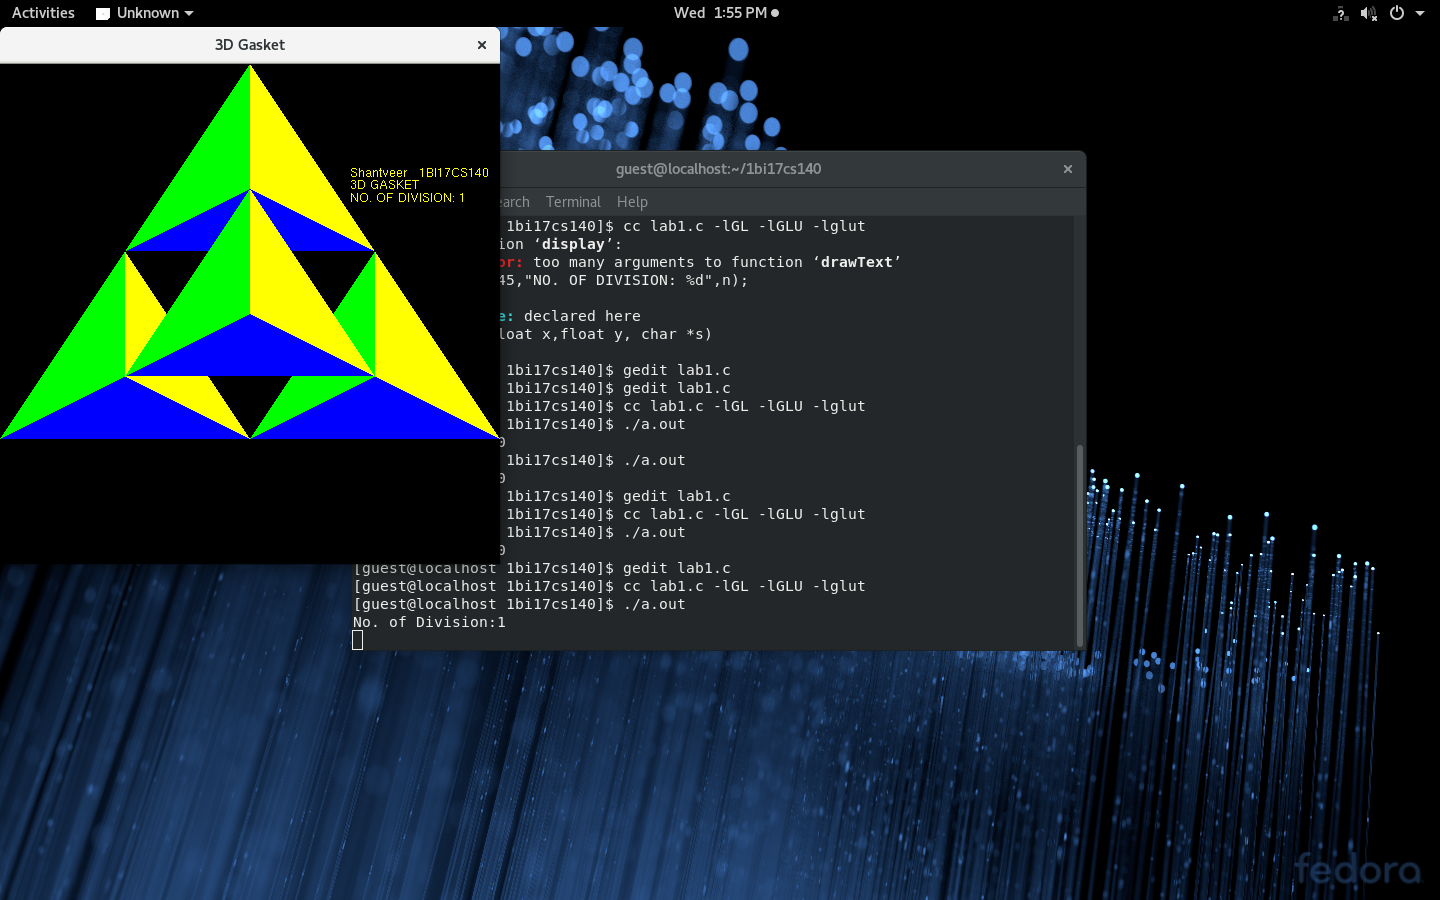 Activities Unknown Wed 1:55 PM
3D Gasket
Shantveer 1BI17CS140
3D GASKET
NO. OF DIVISION: 1
guest@localhost:~/1bi17cs140
Terminal Help
1bi17cs140]$ cc lab1.c -lGL -lGLU -lglut
‘display’:
too many arguments to function ‘drawText’
45,"NO. OF DIVISION: %d",n);
declared here
x,float y, char *s)
1bi17cs140]$ gedit lab1.c
1bi17cs140]$ gedit lab1.c
1bi17cs140]$ cc lab1.c -lGL -lGLU -lglut
1bi17cs140]$ ./a.out
0
1bi17cs140]$ ./a.out
0
1bi17cs140]$ gedit lab1.c
1bi17cs140]$ cc lab1.c -lGL -lGLU -lglut
1bi17cs140]$ ./a.out
0
[guest@localhost 1bi17cs140]$ gedit lab1.c
[guest@localhost 1bi17cs140]$ cc lab1.c -lGL -lGLU -lglut
[guest@localhost 1bi17cs140]$ ./a.out
No. of Division:1
fedora